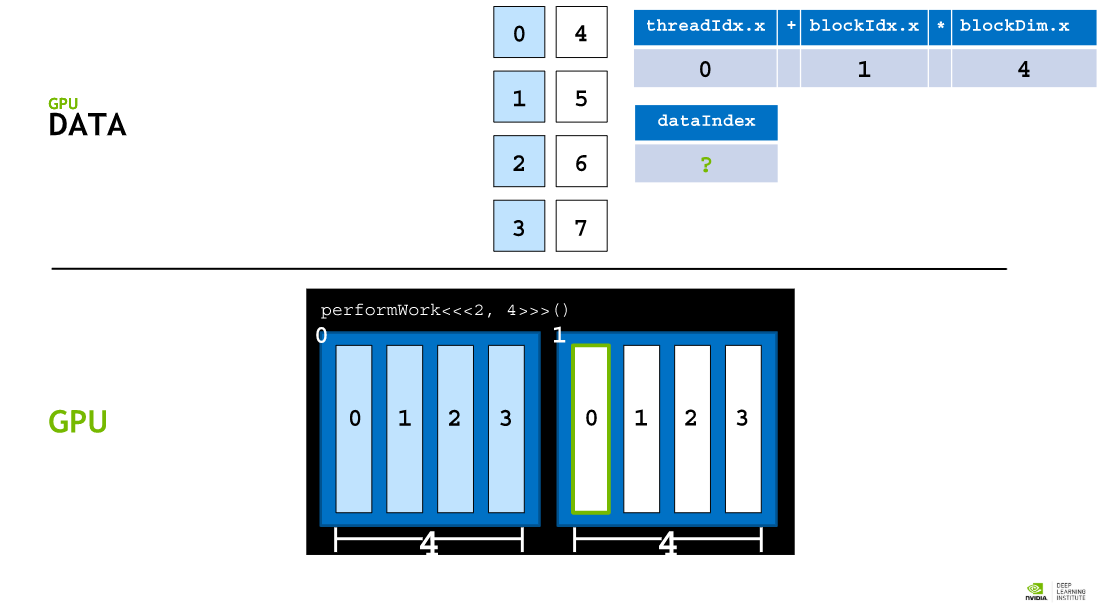 0 4
1 5
2 6
3 7
threadIdx.x + blockIdx.x * blockDim.x
0 1 4
dataIndex
?
GPU
DATA
performWork<<<2, 4>>>()
0 1
0 1 2 3 0 1 2 3
4 4
GPU
NVIDIA.
DEEP
LEARNING
INSTITUTE